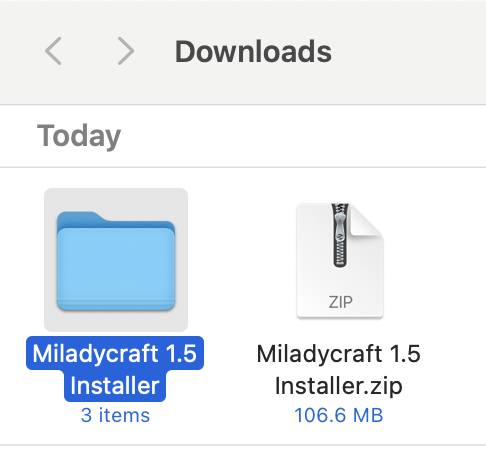 Downloads
Today
ZIP
Miladycraft 1.5
Installer
3 items
Miladycraft 1.5
Installer.zip
106.6 MB